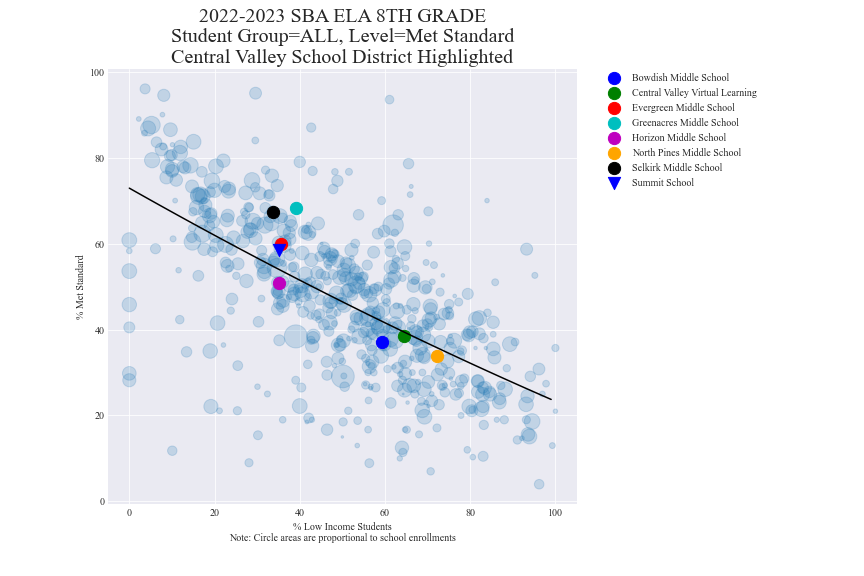 2022-2023 SBA ELA 8TH GRADE
Student Group=ALL, Level=Met Standard
Central Valley School District Highlighted
100
80
60
40
20
0
% Met Standard
0 20 40 60 80 100
% Low Income Students
Note: Circle areas are proportional to school enrollments
Bowdish Middle School
Central Valley Virtual Learning
Evergreen Middle School
Greenacres Middle School
Horizon Middle School
North Pines Middle School
Selkirk Middle School
Summit School